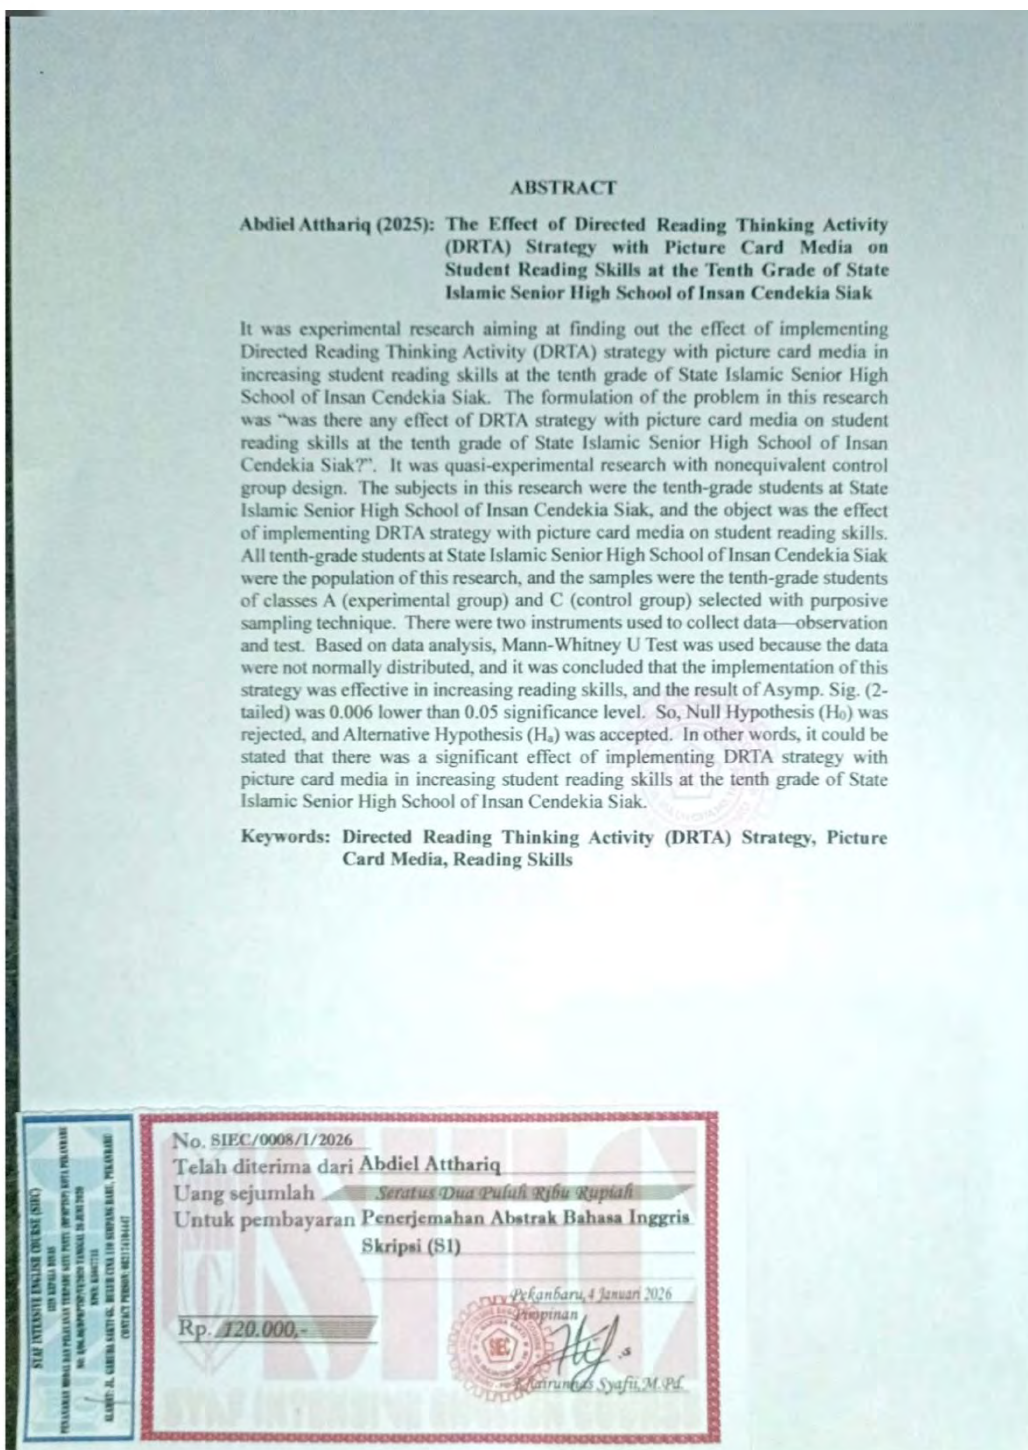 ABSTRACT
Abdiel Atthariq (2025): The Effect of Directed Reading Thinking Activity
(DRTA) Strategy with Picture Card Media on
Student Reading Skills at the Tenth Grade of State
Islamic Senior High School of Insan Cendekia Siak
It was experimental research aiming at finding out the effect of implementing
Directed Reading Thinking Activity (DRTA) strategy with picture card media in
increasing student reading skills at the tenth grade of State Islamic Senior High
School of Insan Cendekia Siak. The formulation of the problem in this research
was “was there any effect of DRTA strategy with picture card media on student
reading skills at the tenth grade of State Islamic Senior High School of Insan
Cendekia Siak?”. It was quasi-experimental research with nonequivalent control
group design. The subjects in this research were the tenth-grade students at State
Islamic Senior High School of Insan Cendekia Siak, and the object was the effect
of implementing DRTA strategy with picture card media on student reading skills.
All tenth-grade students at State Islamic Senior High School of Insan Cendekia Siak
were the population of this research, and the samples were the tenth-grade students
of classes A (experimental group) and C (control group) selected with purposive
sampling technique. There were two instruments used to collect data—observation
and test. Based on data analysis, Mann-Whitney U Test was used because the data
were not normally distributed, and it was concluded that the implementation of this
strategy was effective in increasing reading skills, and the result of Asymp. Sig. (2-
tailed) was 0.006 lower than 0.05 significance level. So, Null Hypothesis (H₀) was
rejected, and Alternative Hypothesis (Hₐ) was accepted. In other words, it could be
stated that there was a significant effect of implementing DRTA strategy with
picture card media in increasing student reading skills at the tenth grade of State
Islamic Senior High School of Insan Cendekia Siak.
Keywords: Directed Reading Thinking Activity (DRTA) Strategy, Picture
Card Media, Reading Skills
STAF INTENSIVE ENGLISH COURSE (SIEC)
IZIN KEPALA DINAS
CONTACT PERSON:
No. SIEC/0008/I/2026
Telah diterima dari Abdiel Atthariq
Uang sejumlah Seratus Dua Puluh Ribu Rupiah
Untuk pembayaran Penerjemahan Abstrak Bahasa Inggris
Skripsi (S1)
Pekanbaru, 4 Januari 2026
Pimpinan
Rp. 120.000,-
SIEC
Syafii, M.Pd.